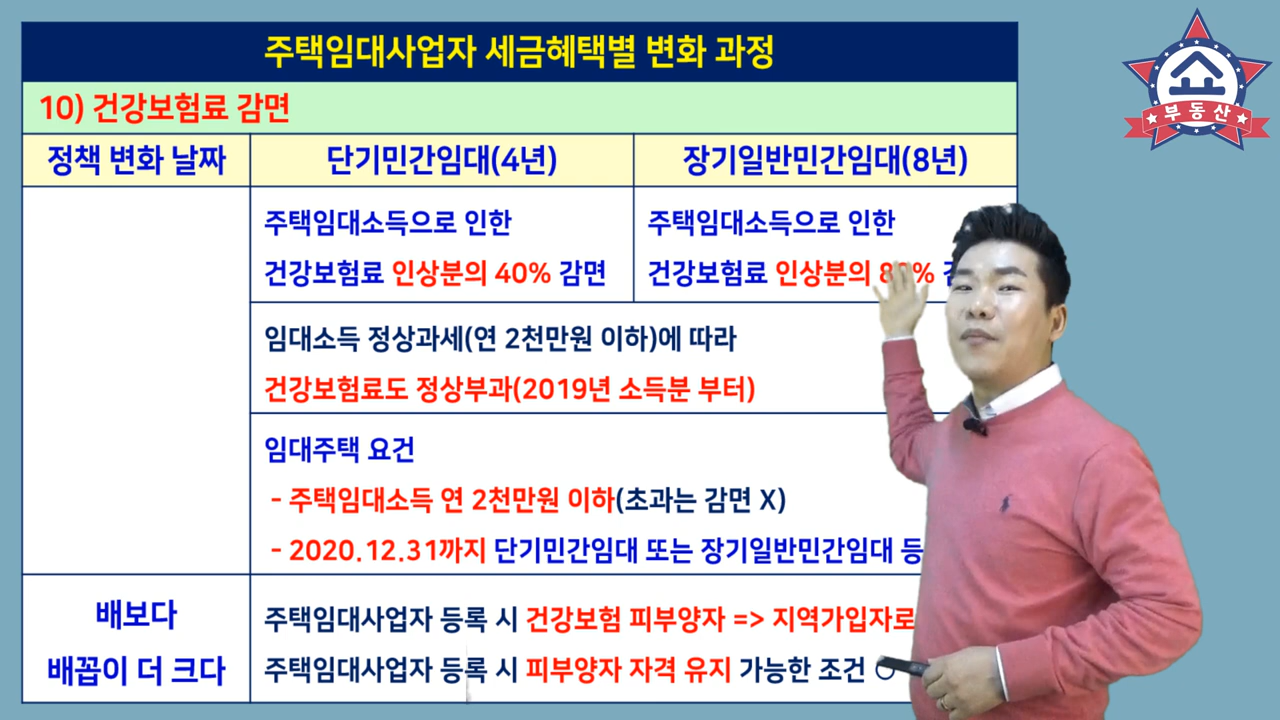 주택임대사업자 세금혜택별 변화 과정
부동산
10) 건강보험료 감면
정책 변화 날짜
단기민간임대(4년)
장기일반민간임대(8년)
주택임대소득으로 인한
건강보험료 인상분의 40% 감면
주택임대소득으로 인한
건강보험료 인상분의
임대소득 정상과세(연 2천만원 이하)에 따라
건강보험료도 정상부과(2019년 소득분 부터)
임대주택 요건
- 주택임대소득 연 2천만원 이하(초과는 감면 X)
- 2020.12.31까지 단기민간임대 또는 장기일반민간임대 등
배보다
배꼽이 더 크다
주택임대사업자 등록 시 건강보험 피부양자 => 지역가입자로
주택임대사업자 등록 시 피부양자 자격 유지 가능한 조건